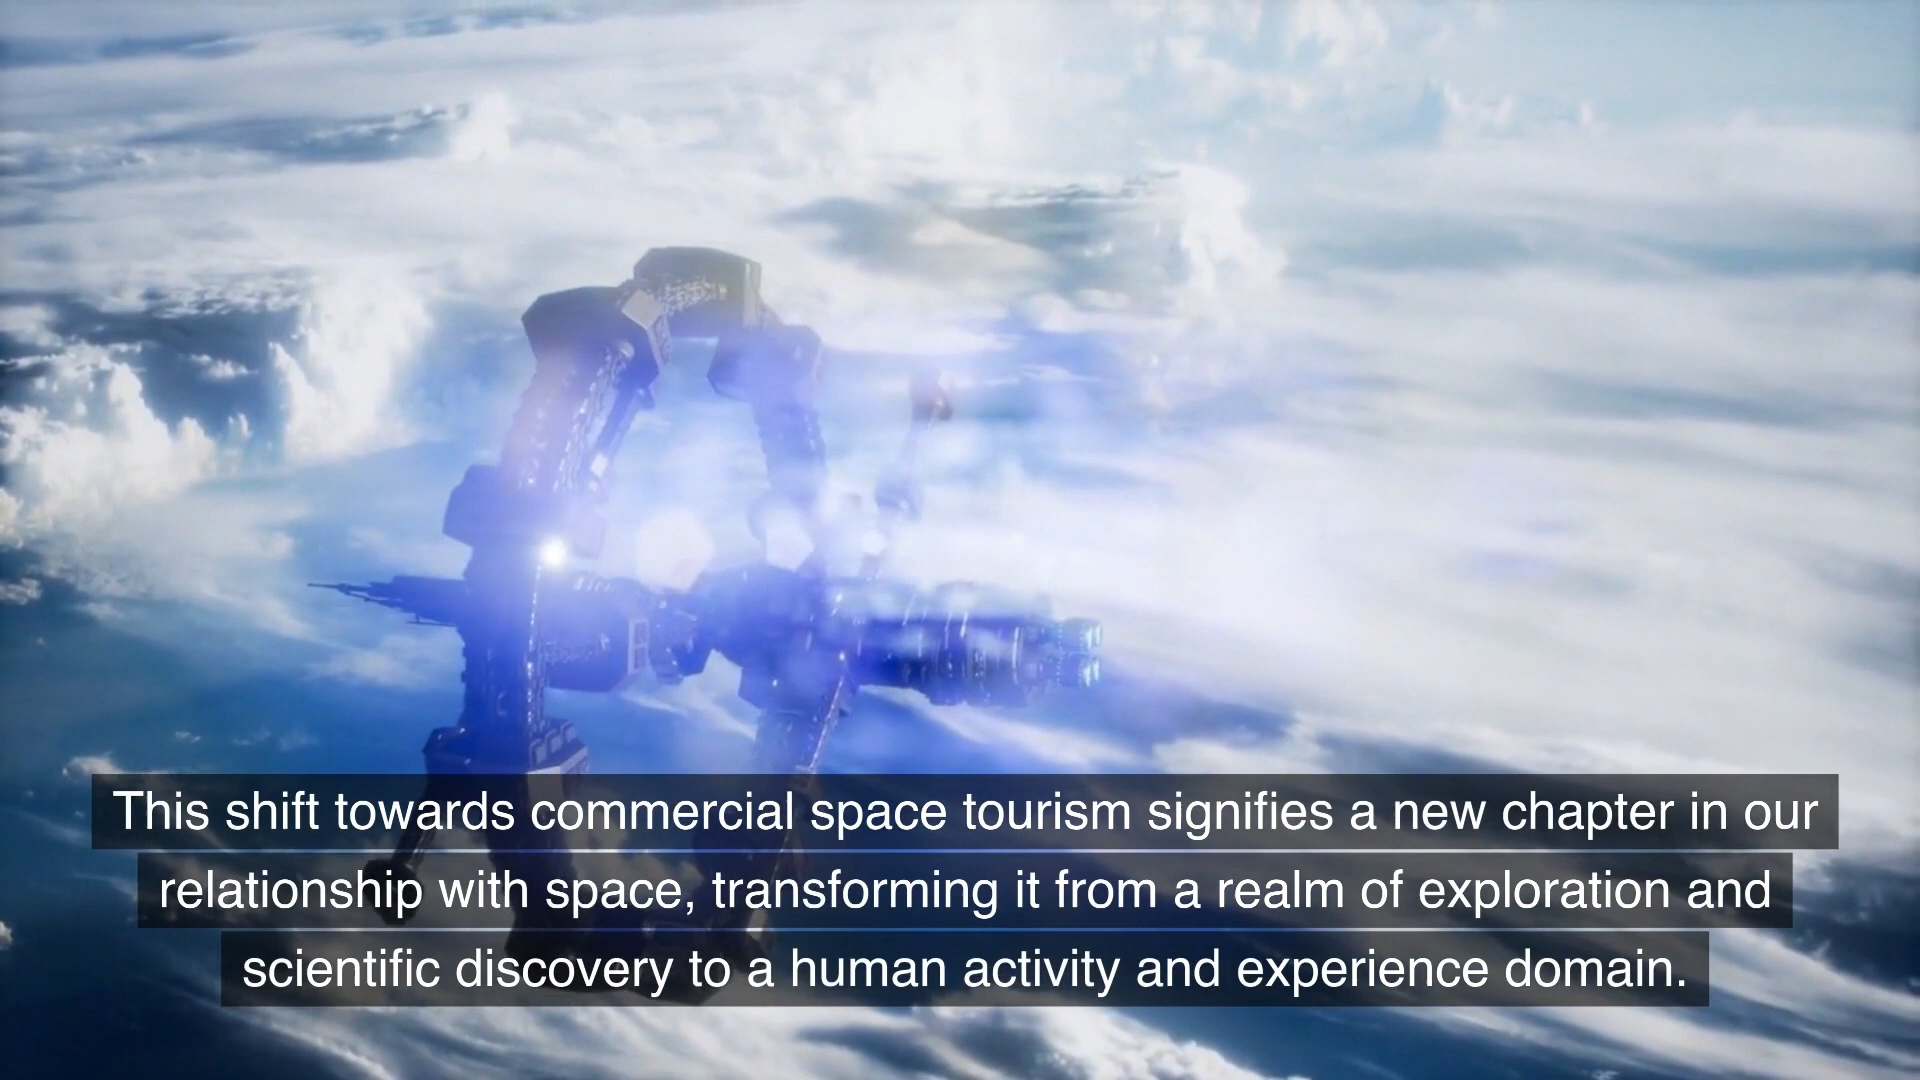 This shift towards commercial space tourism signifies a new chapter in our
relationship with space, transforming it from a realm of exploration and
scientific discovery to a human activity and experience domain.